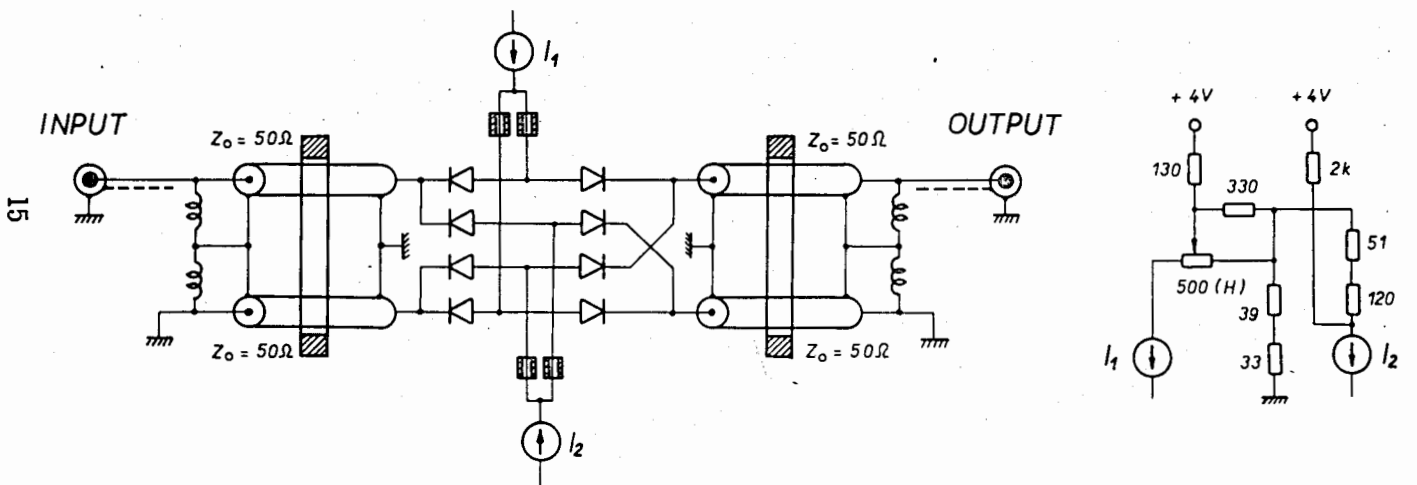 I₁
INPUT
Z₀ = 50Ω
Z₀ = 50Ω
OUTPUT
+ 4V
+ 4V
130
330
2k
15
51
500 (H)
120
39
Z₀ = 50Ω
Z₀ = 50Ω
I₁
33
I₂
I₂